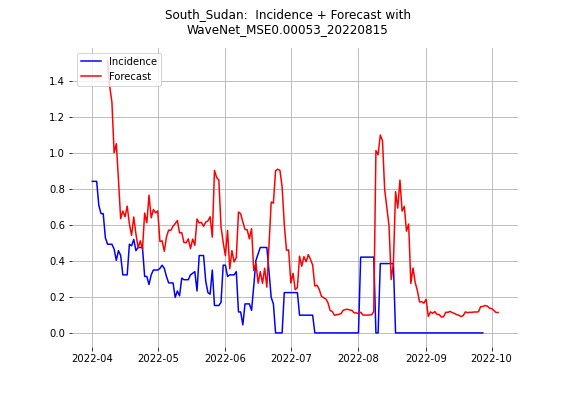 South_Sudan:  Incidence + Forecast with
WaveNet_MSE0.00053_20220815
Incidence
Forecast
1.4
1.2
1.0
0.8
0.6
0.4
0.2
0.0
2022-04 2022-05 2022-06 2022-07 2022-08 2022-09 2022-10